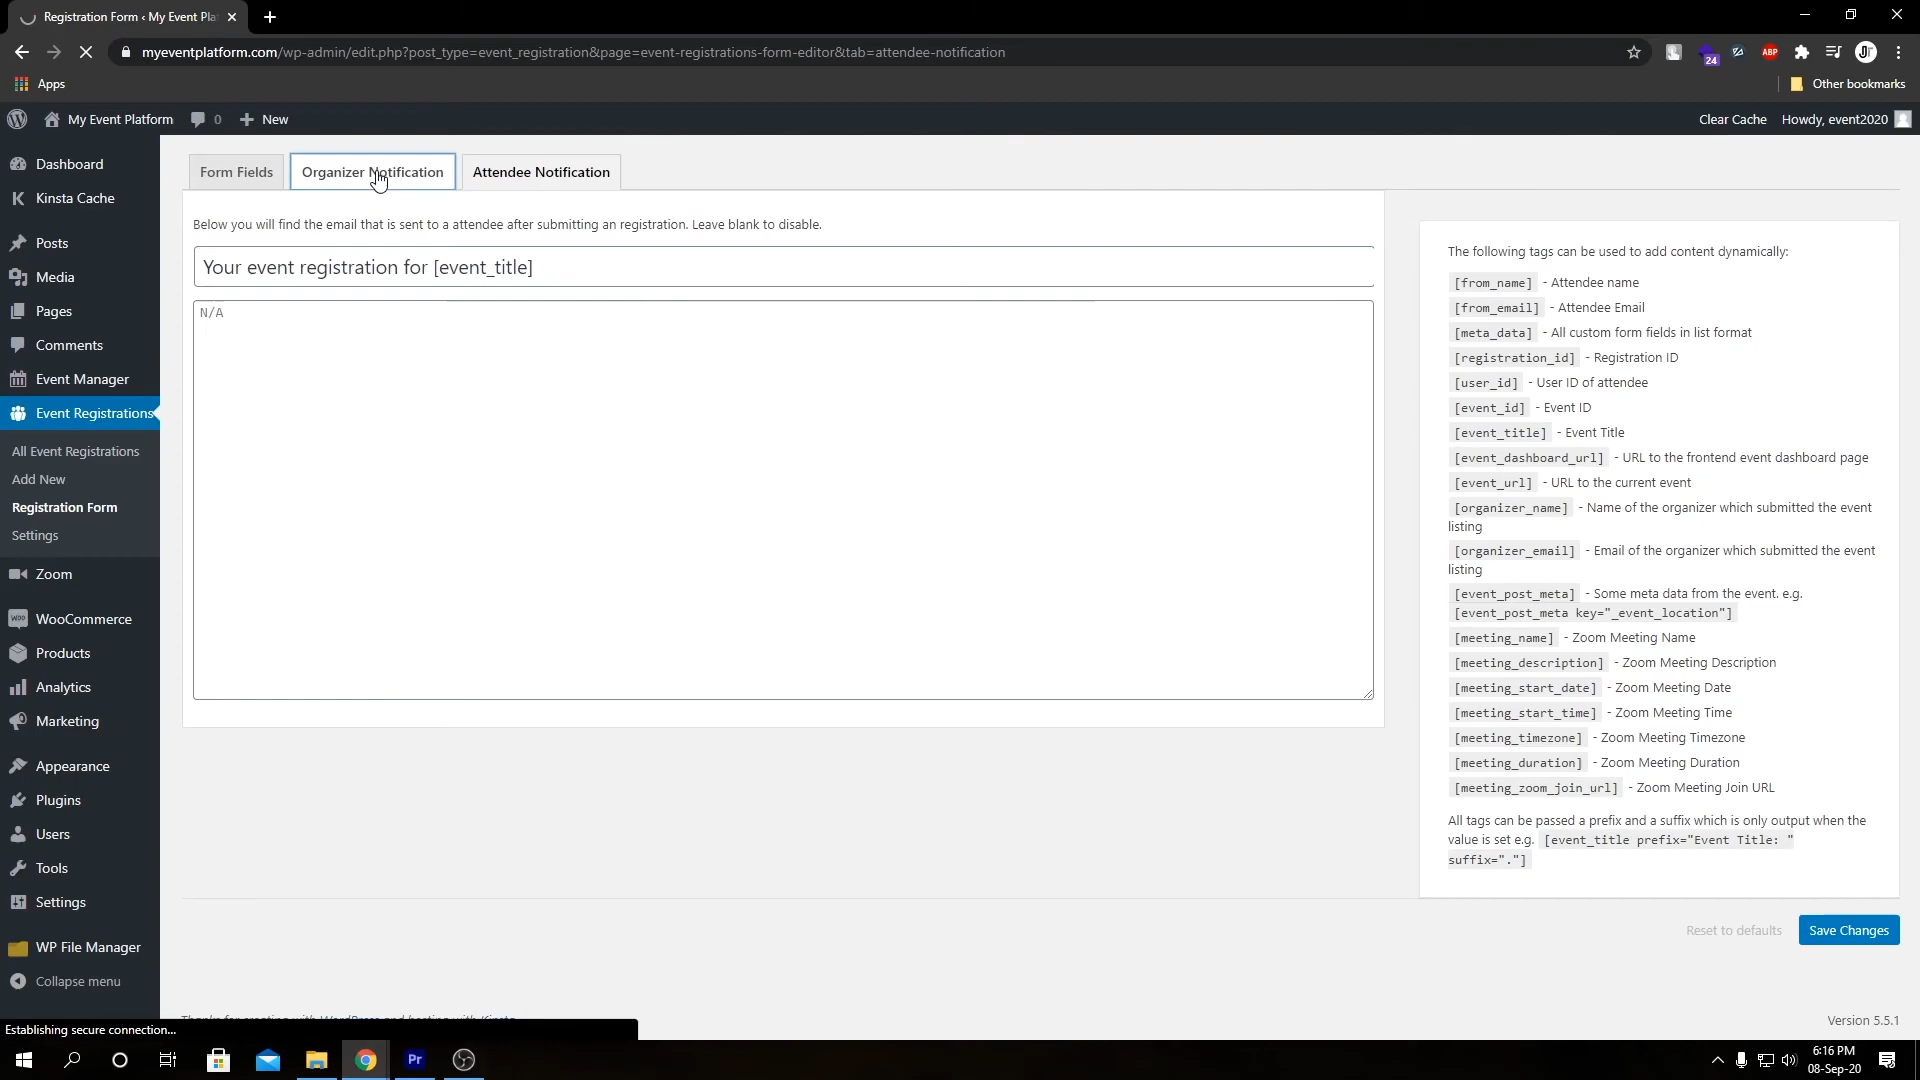 Registration Form ‹ My Event Pla
myeventplatform.com/wp-admin/edit.php?post_type=event_registration&page=event-registrations-form-editor&tab=attendee-notification
24
ABP
Apps
Other bookmarks
My Event Platform
0
New
Clear Cache
Howdy, event2020
Dashboard
Kinsta Cache
Posts
Media
Pages
Comments
Event Manager
Event Registrations
All Event Registrations
Add New
Registration Form
Settings
Zoom
WooCommerce
Products
Analytics
Marketing
Appearance
Plugins
Users
Tools
Settings
WP File Manager
Collapse menu
Form Fields
Organizer Notification
Attendee Notification
Below you will find the email that is sent to a attendee after submitting an registration. Leave blank to disable.
Your event registration for [event_title]
N/A
The following tags can be used to add content dynamically:
[from_name] - Attendee name
[from_email] - Attendee Email
[meta_data] - All custom form fields in list format
[registration_id] - Registration ID
[user_id] - User ID of attendee
[event_id] - Event ID
[event_title] - Event Title
[event_dashboard_url] - URL to the frontend event dashboard page
[event_url] - URL to the current event
[organizer_name] - Name of the organizer which submitted the event
listing
[organizer_email] - Email of the organizer which submitted the event
listing
[event_post_meta] - Some meta data from the event. e.g.
[event_post_meta key="_event_location"]
[meeting_name] - Zoom Meeting Name
[meeting_description] - Zoom Meeting Description
[meeting_start_date] - Zoom Meeting Date
[meeting_start_time] - Zoom Meeting Time
[meeting_timezone] - Zoom Meeting Timezone
[meeting_duration] - Zoom Meeting Duration
[meeting_zoom_join_url] - Zoom Meeting Join URL
All tags can be passed a prefix and a suffix which is only output when the
value is set e.g. [event_title prefix="Event Title: "
suffix="."]
Reset to defaults
Save Changes
Thanks for creating with WordPress and hosting with Kinsta
Version 5.5.1
Establishing secure connection...
Pr
6:16 PM
08-Sep-20